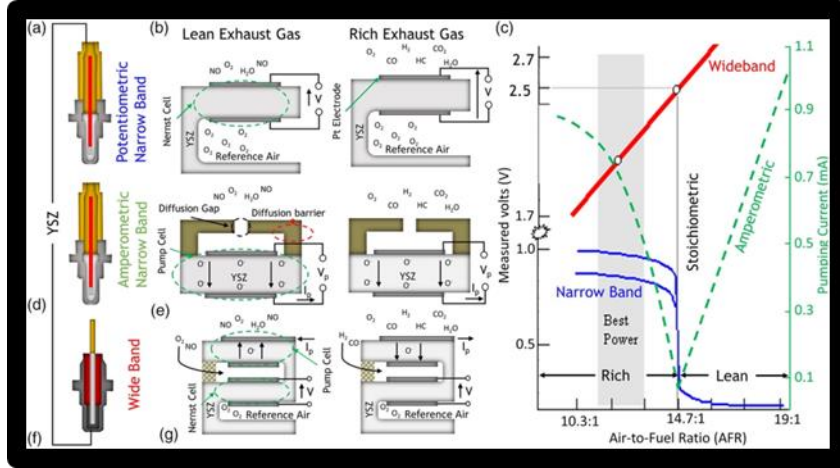 (a)
(b)
(c)
(d)
(e)
(f)
(g)
YSZ
Potentiometric
Narrow Band
Amperometric
Narrow Band
Wide Band
Lean Exhaust Gas
Rich Exhaust Gas
O₂
NO
NO
H₂O
O₂
H₂
CO
HC
CO₂
H₂O
Nernst Cell
YSZ
O₂ O₂ O₂
O₂ O₂
Reference Air
V
Pt Electrode
YSZ
V
NO O₂ H₂O NO
Diffusion Gap
Diffusion barrier
Pump Cell
O⁻ O⁻
YSZ
O⁻ O⁻
Vₚ
Iₚ
O₂ CO H₂ HC CO₂ H₂O
O⁻ O⁻
YSZ
O⁻ O⁻
Vₚ
Iₚ
O₂
NO
NO O₂ H₂O NO
O⁻
Iₚ
Pump Cell
Nernst Cell
YSZ
V
O₂ O₂ Reference Air
H₂
CO
O₂ CO H₂ HC CO₂ H₂O
O⁻
Iₚ
YSZ
V
O₂ O₂ Reference Air
Measured volts (V)
2.7
2.5
1.7
1.0
0.5
Wideband
Narrow Band
Stoichiometric
Amperometric
Best
Power
Rich
Lean
Pumping Current (mA)
1.1
0.9
0.7
0.5
0.4
0.3
0.1
10.3:1
14.7:1
19:1
Air-to-Fuel Ratio (AFR)